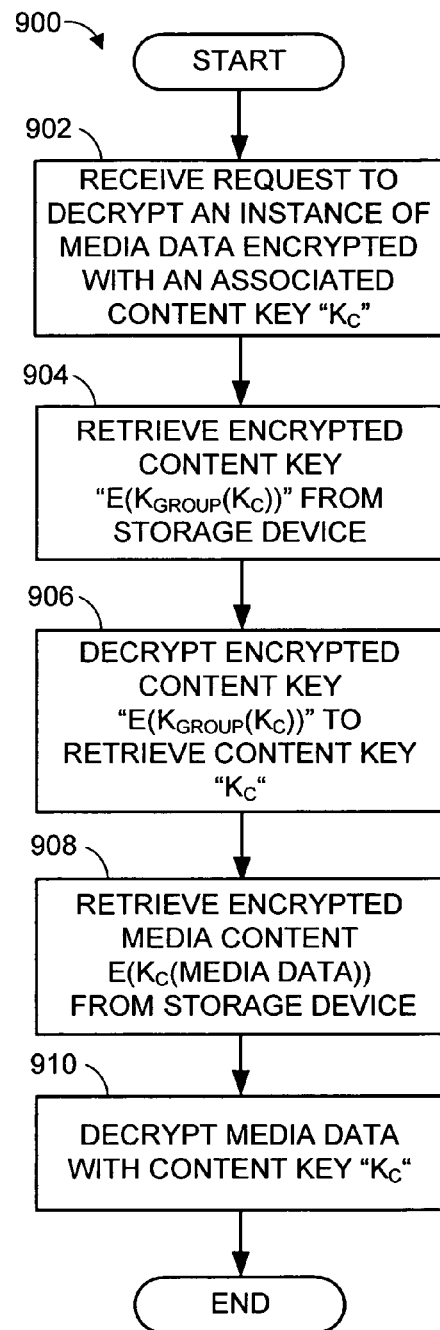 900
START
902
RECEIVE REQUEST TO
DECRYPT AN INSTANCE OF
MEDIA DATA ENCRYPTED
WITH AN ASSOCIATED
CONTENT KEY “KC”
904
RETRIEVE ENCRYPTED
CONTENT KEY
“E(KGROUP(KC))” FROM
STORAGE DEVICE
906
DECRYPT ENCRYPTED
CONTENT KEY
“E(KGROUP(KC))” TO
RETRIEVE CONTENT KEY
“KC“
908
RETRIEVE ENCRYPTED
MEDIA CONTENT
E(KC(MEDIA DATA))
FROM STORAGE DEVICE
910
DECRYPT MEDIA DATA
WITH CONTENT KEY “KC“
END